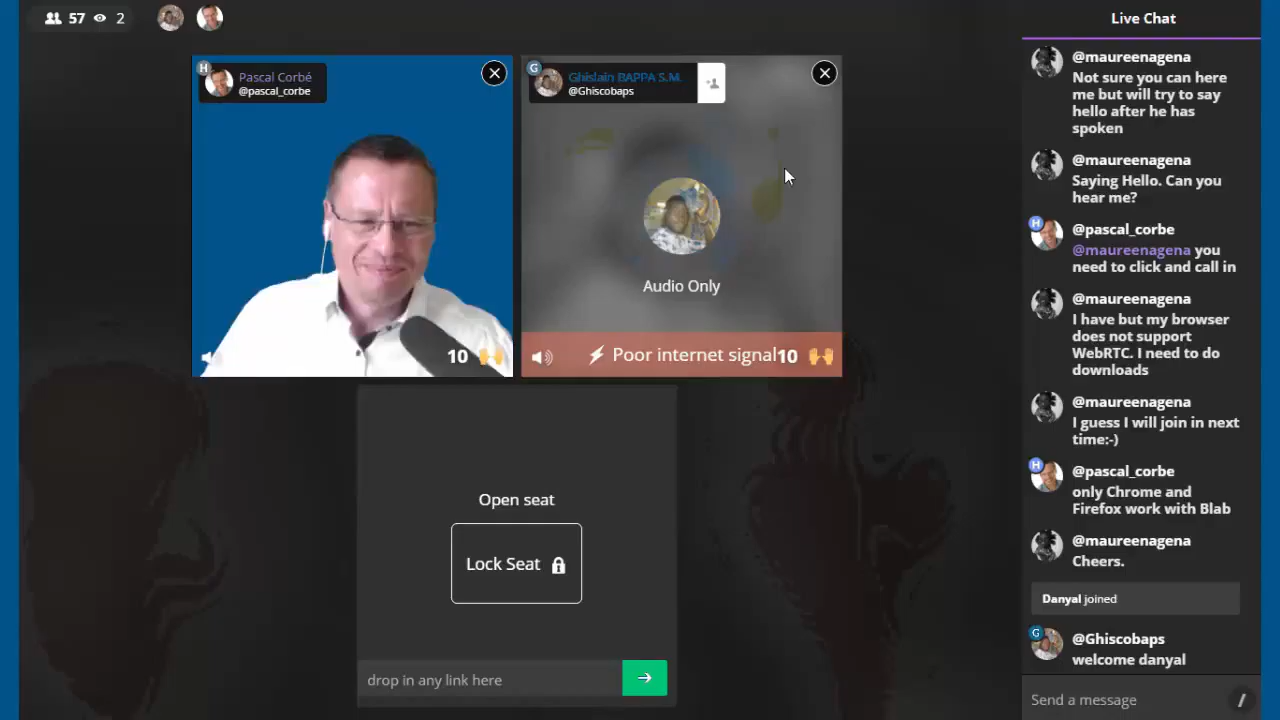 57 2
H
Pascal Corbé
@pascal_corbe
G
Ghislain BAPPA S.M.
@Ghiscobaps
Audio Only
10
Poor internet signal
10
Open seat
Lock Seat
drop in any link here
Live Chat
@maureenagena
Not sure you can here
me but will try to say
hello after he has
spoken
@maureenagena
Saying Hello. Can you
hear me?
H
@pascal_corbe
@maureenagena you
need to click and call in
@maureenagena
I have but my browser
does not support
WebRTC. I need to do
downloads
@maureenagena
I guess I will join in next
time:-)
H
@pascal_corbe
only Chrome and
Firefox work with Blab
@maureenagena
Cheers.
Danyal joined
G
@Ghiscobaps
welcome danyal
Send a message
/